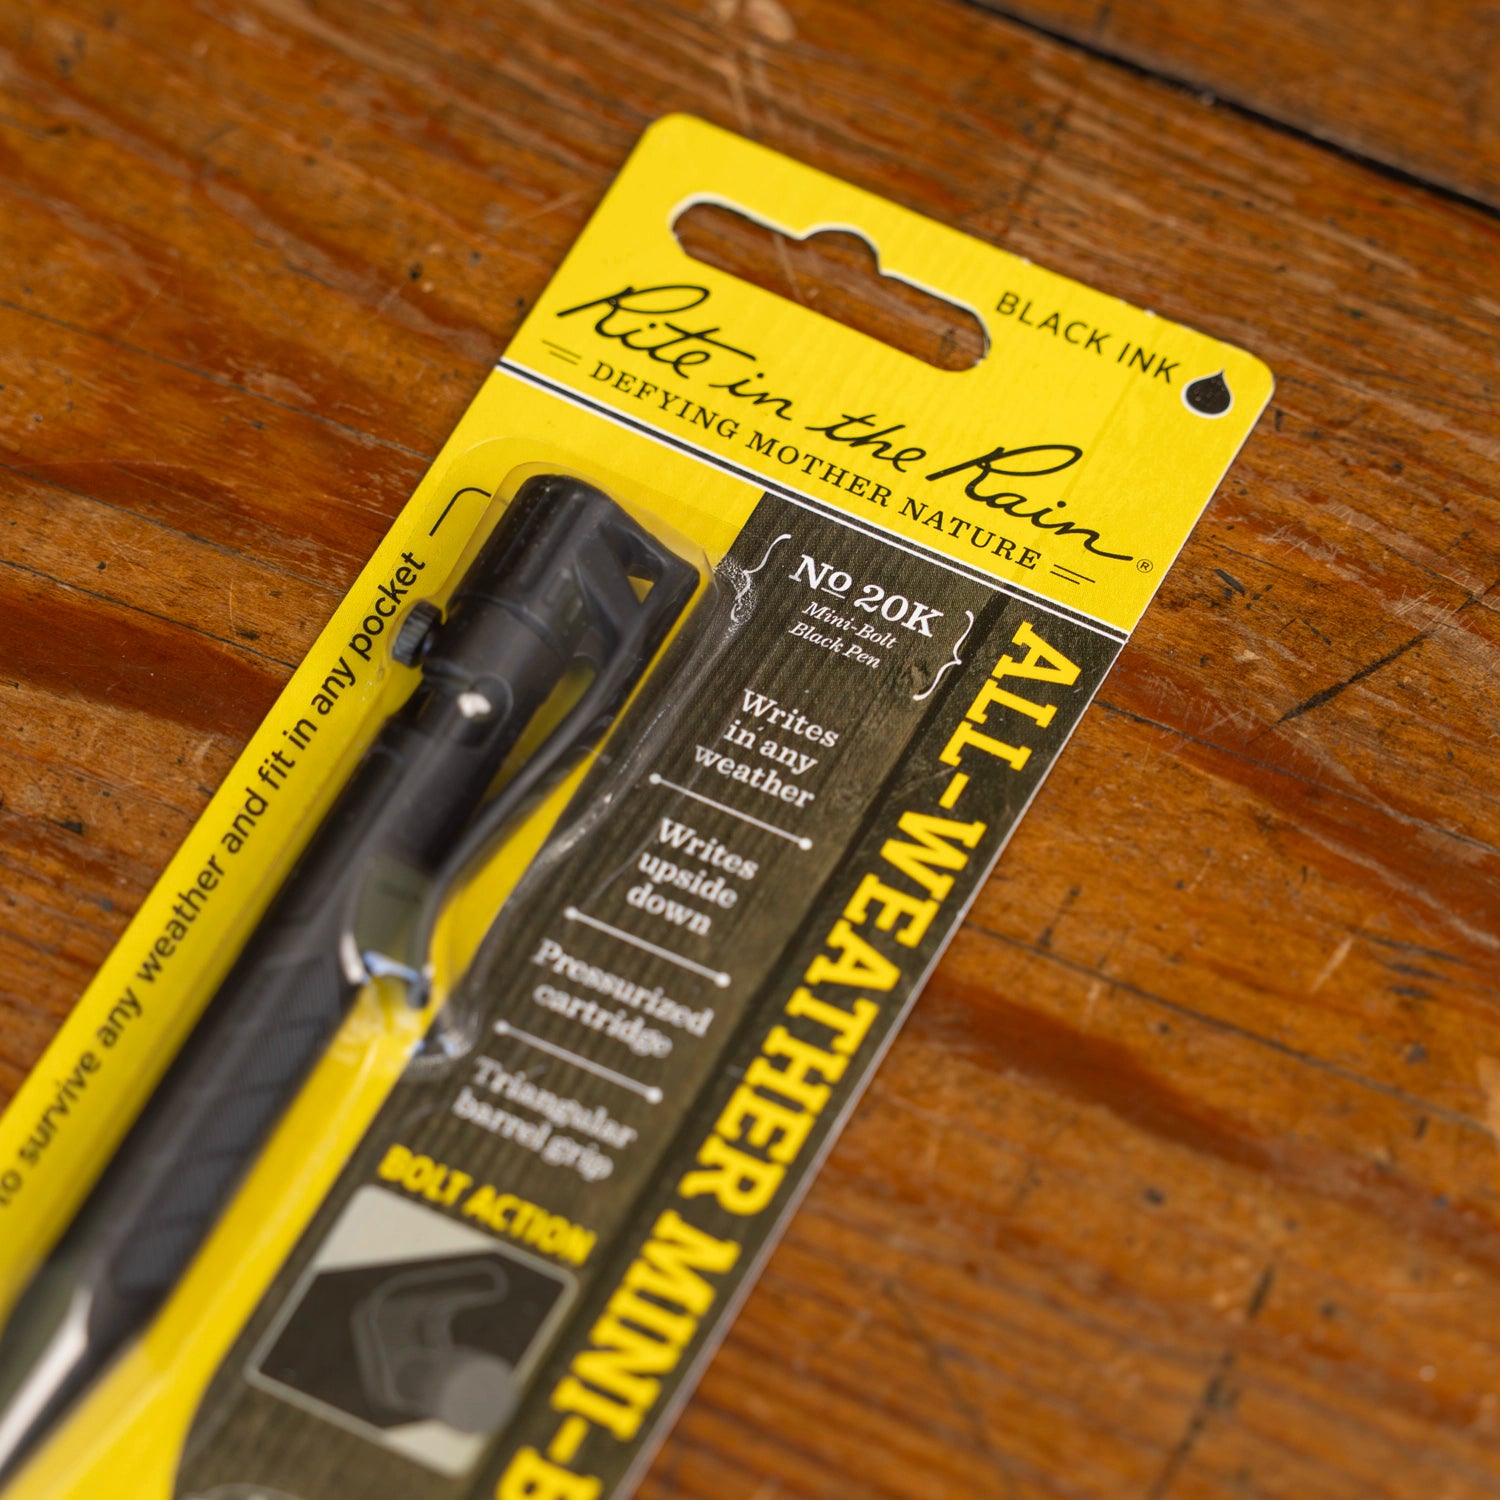 BLACK INK
Rite in the Rain®
DEFYING MOTHER NATURE
No 20K
Mini-Bolt
Black Pen
Writes
in any
weather
Writes
upside
down
Pressurized
cartridge
Triangular
barrel grip
BOLT ACTION
ALL-WEATHER MINI-B
to survive any weather and fit in any pocket